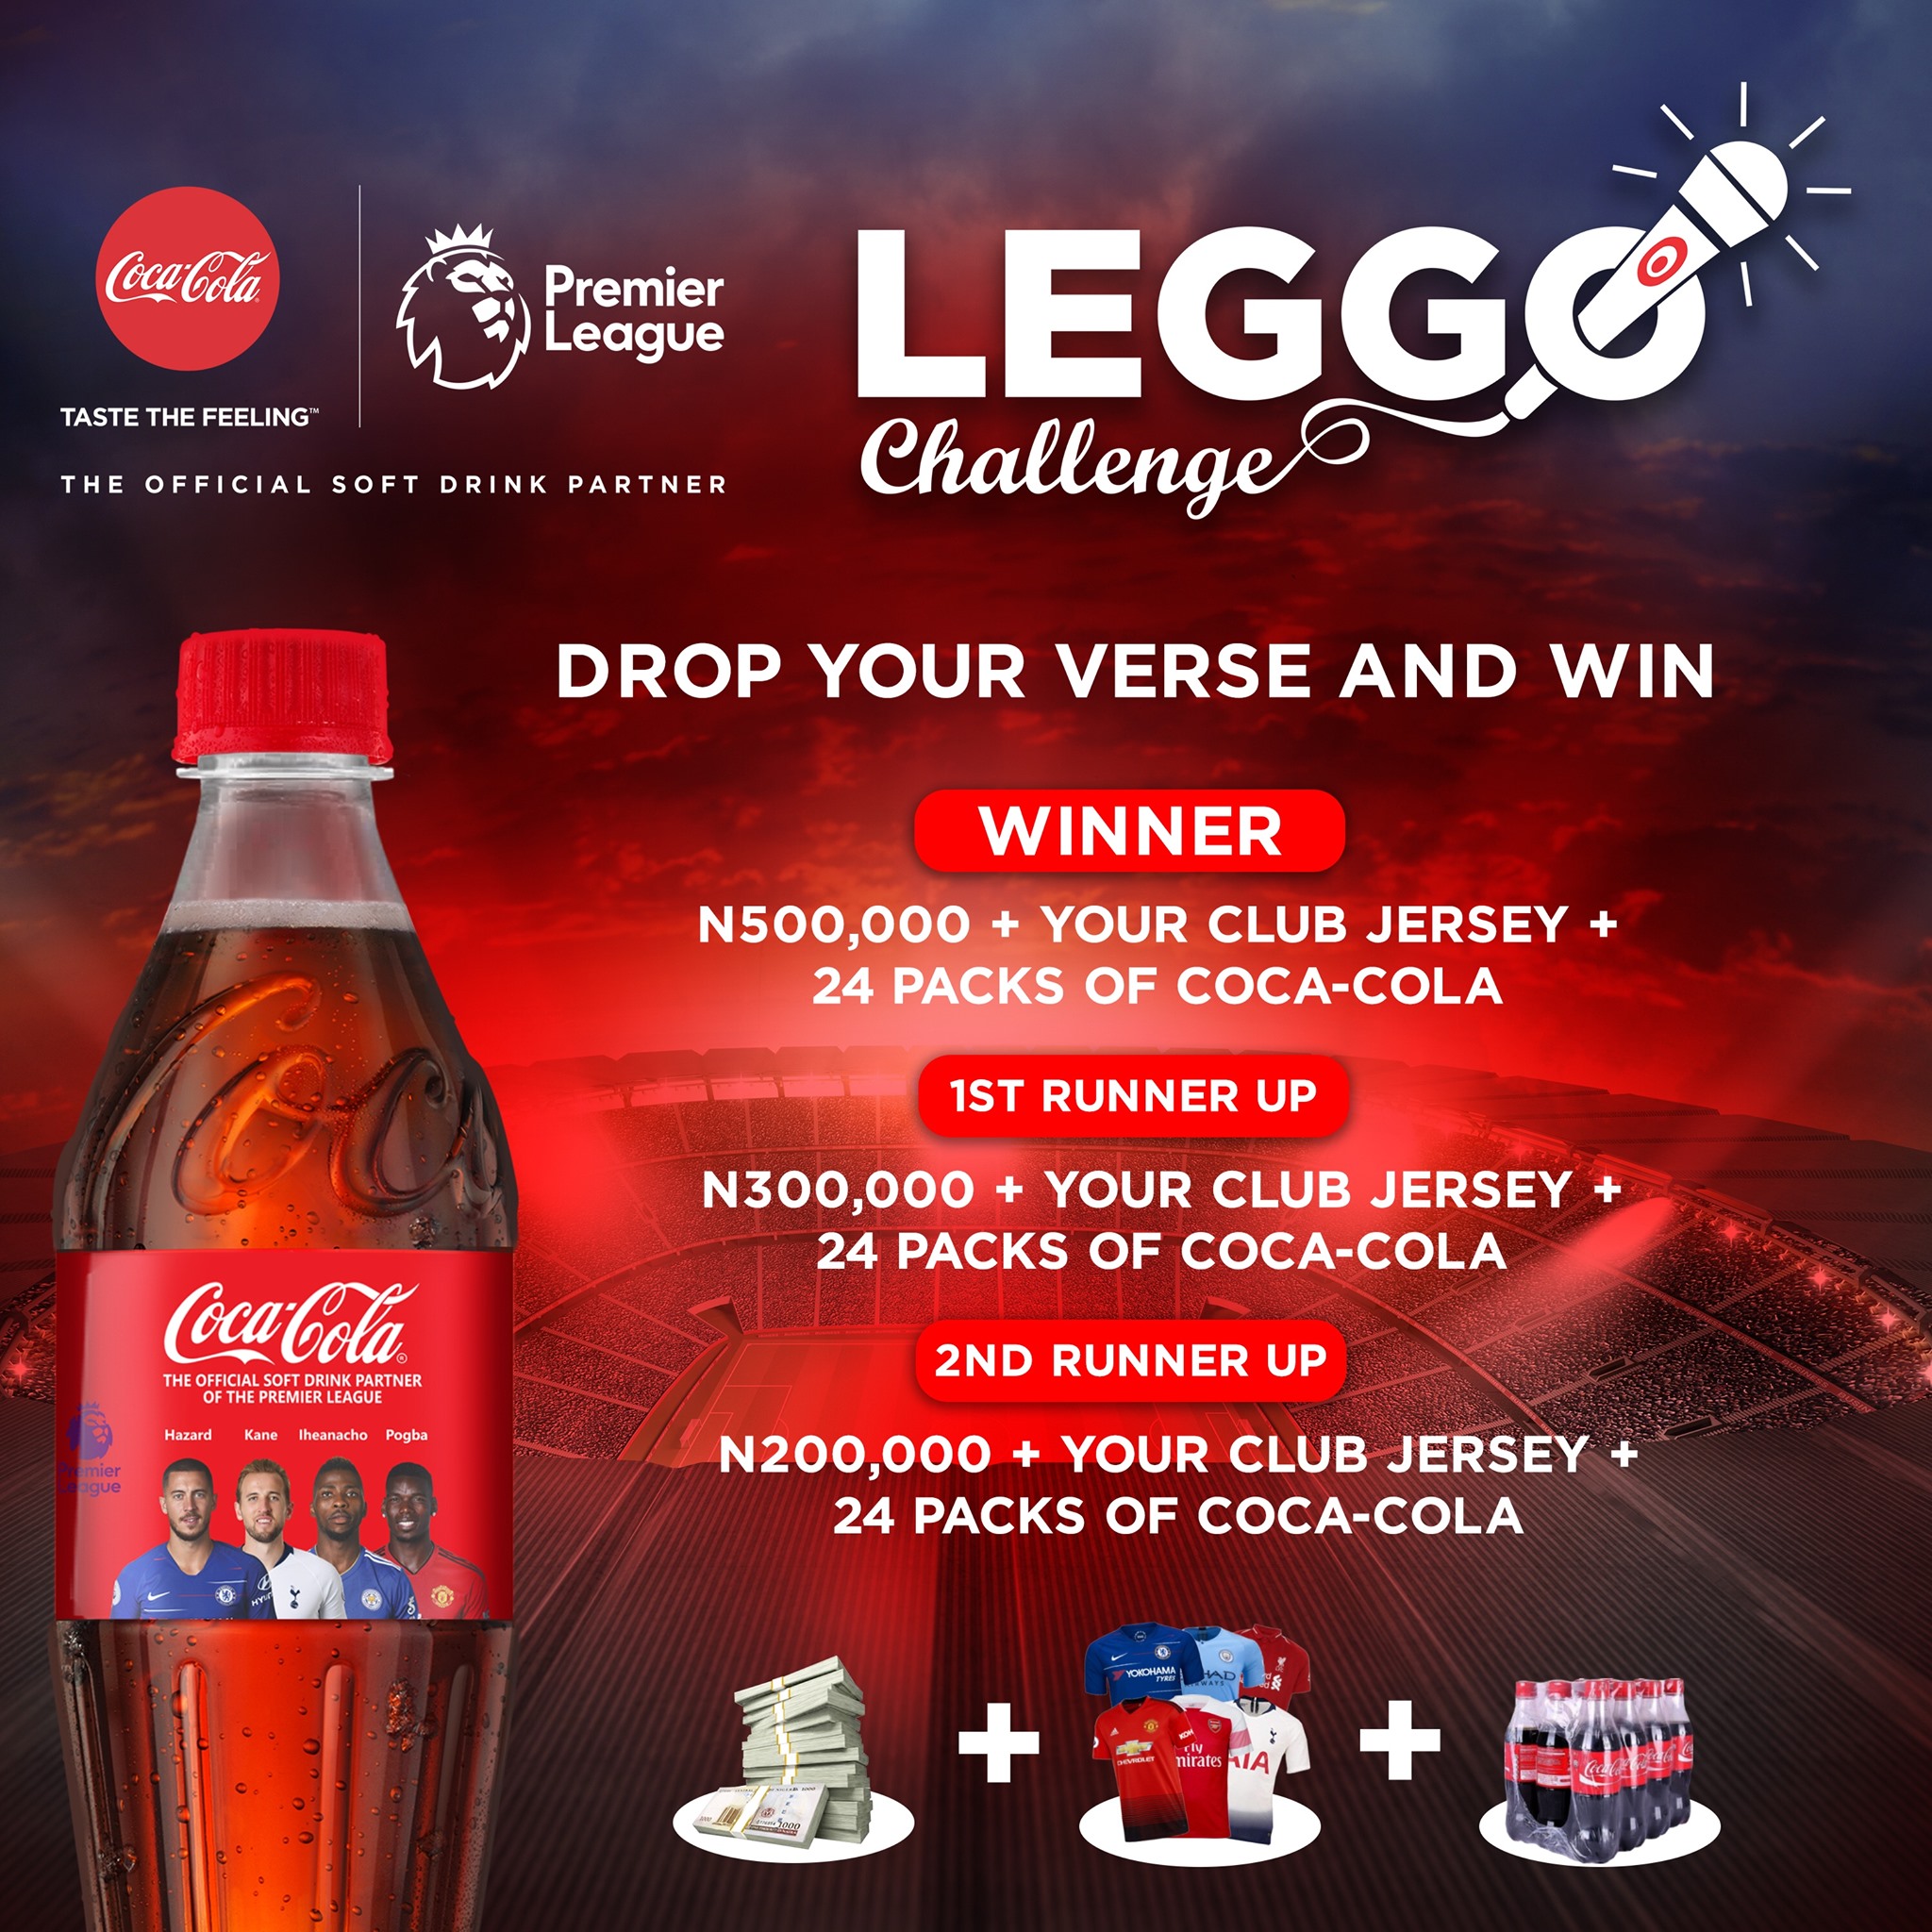 Coca-Cola
TASTE THE FEELING™
Premier
League
THE OFFICIAL SOFT DRINK PARTNER
LEGGO
Challenge
DROP YOUR VERSE AND WIN
WINNER
N500,000 + YOUR CLUB JERSEY +
24 PACKS OF COCA-COLA
1ST RUNNER UP
N300,000 + YOUR CLUB JERSEY +
24 PACKS OF COCA-COLA
2ND RUNNER UP
N200,000 + YOUR CLUB JERSEY +
24 PACKS OF COCA-COLA
Coca
Coca-Cola®
THE OFFICIAL SOFT DRINK PARTNER
OF THE PREMIER LEAGUE
Hazard Kane Iheanacho Pogba
Premier
League
YOKOHAMA
TYRES
CHEVROLET
Fly
Emirates
AIA
1000
Coca-Cola